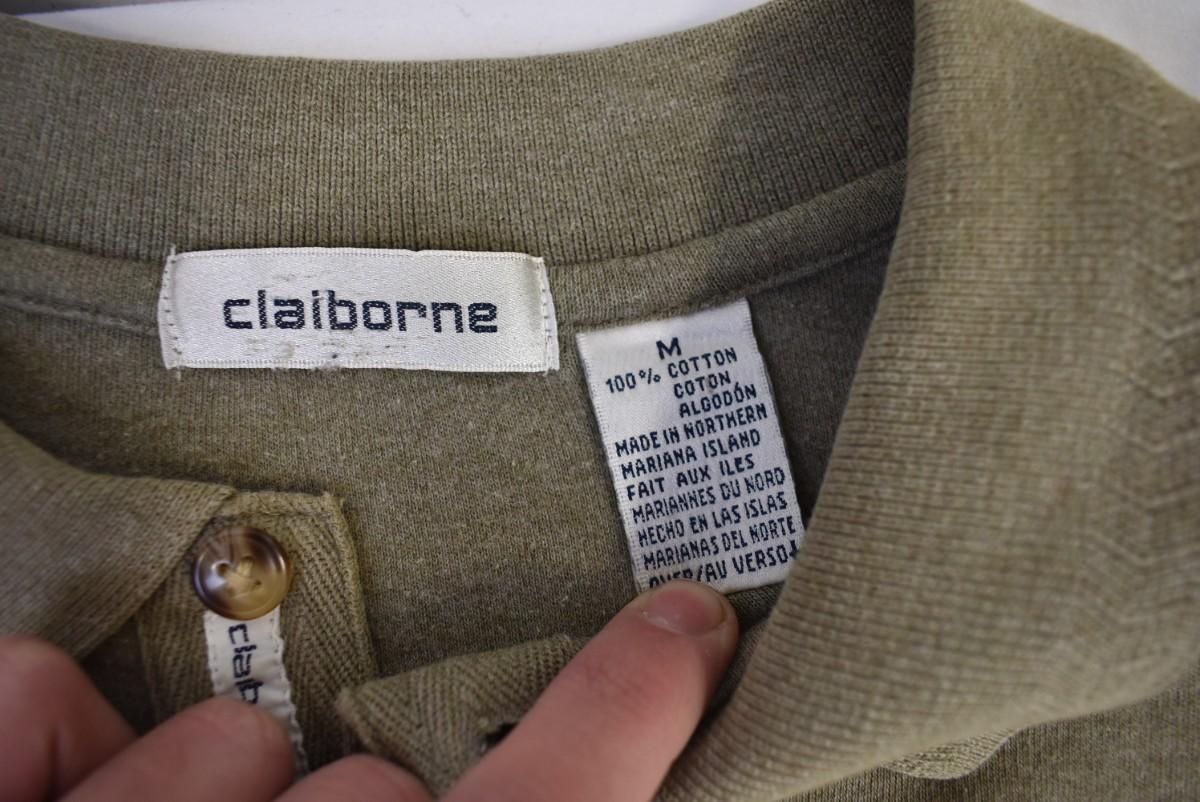 claiborne
M
100% COTTON
COTON
ALGODÓN
MADE IN NORTHERN
MARIANA ISLAND
FAIT AUX ILES
MARIANNES DU NORD
HECHO EN LAS ISLAS
MARIANAS DEL NORTE
OVER/AU VERSO
claib